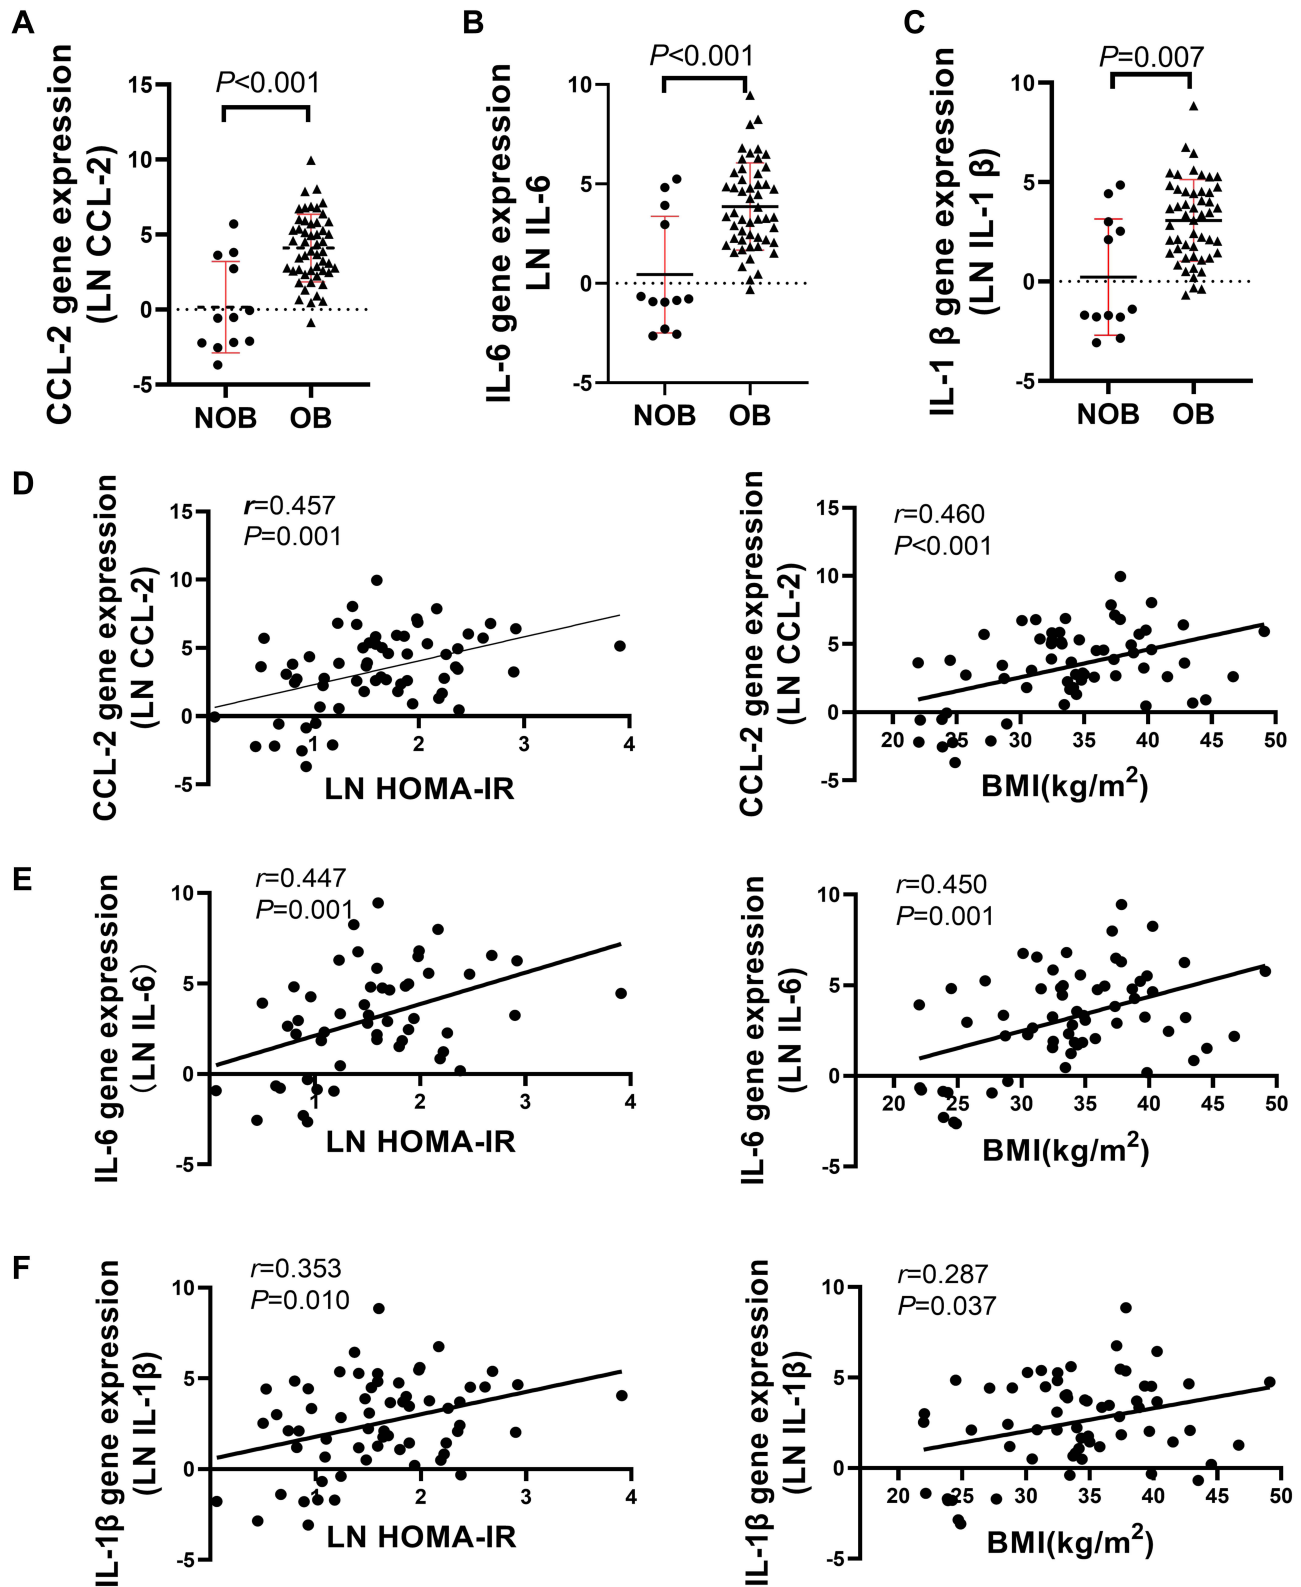 A
CCL-2 gene expression
(LN CCL-2)
P<0.001
15
10
5
0
-5
NOB OB
B
IL-6 gene expression
LN IL-6
P<0.001
10
5
0
-5
NOB OB
C
IL-1 β gene expression
(LN IL-1 β)
P=0.007
10
5
0
-5
NOB OB
D
CCL-2 gene expression
(LN CCL-2)
r=0.457
P=0.001
15
10
5
0
-5
1 2 3 4
LN HOMA-IR
CCL-2 gene expression
(LN CCL-2)
r=0.460
P<0.001
15
10
5
0
-5
20 25 30 35 40 45 50
BMI(kg/m²)
E
IL-6 gene expression
(LN IL-6)
r=0.447
P=0.001
10
5
0
-5
1 2 3 4
LN HOMA-IR
IL-6 gene expression
(LN IL-6)
r=0.450
P=0.001
10
5
0
-5
20 25 30 35 40 45 50
BMI(kg/m²)
F
IL-1β gene expression
(LN IL-1β)
r=0.353
P=0.010
10
5
0
-5
1 2 3 4
LN HOMA-IR
IL-1β gene expression
(LN IL-1β)
r=0.287
P=0.037
10
5
0
-5
20 25 30 35 40 45 50
BMI(kg/m²)